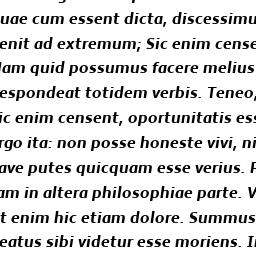 uae cum essent dicta, discessimu
enit ad extremum; Sic enim cense
am quid possumus facere melius
espondeat totidem verbis. Teneo,
ic enim censent, oportunitatis ess
rgo ita: non posse honeste vivi, ni
ave putes quicquam esse verius. P
am in altera philosophiae parte. V
t enim hic etiam dolore. Summus
eatus sibi videtur esse moriens. I